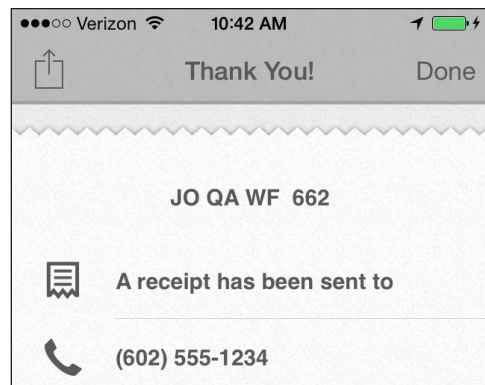 Verizon 10:42 AM
Thank You! Done
JO QA WF 662
A receipt has been sent to
(602) 555-1234